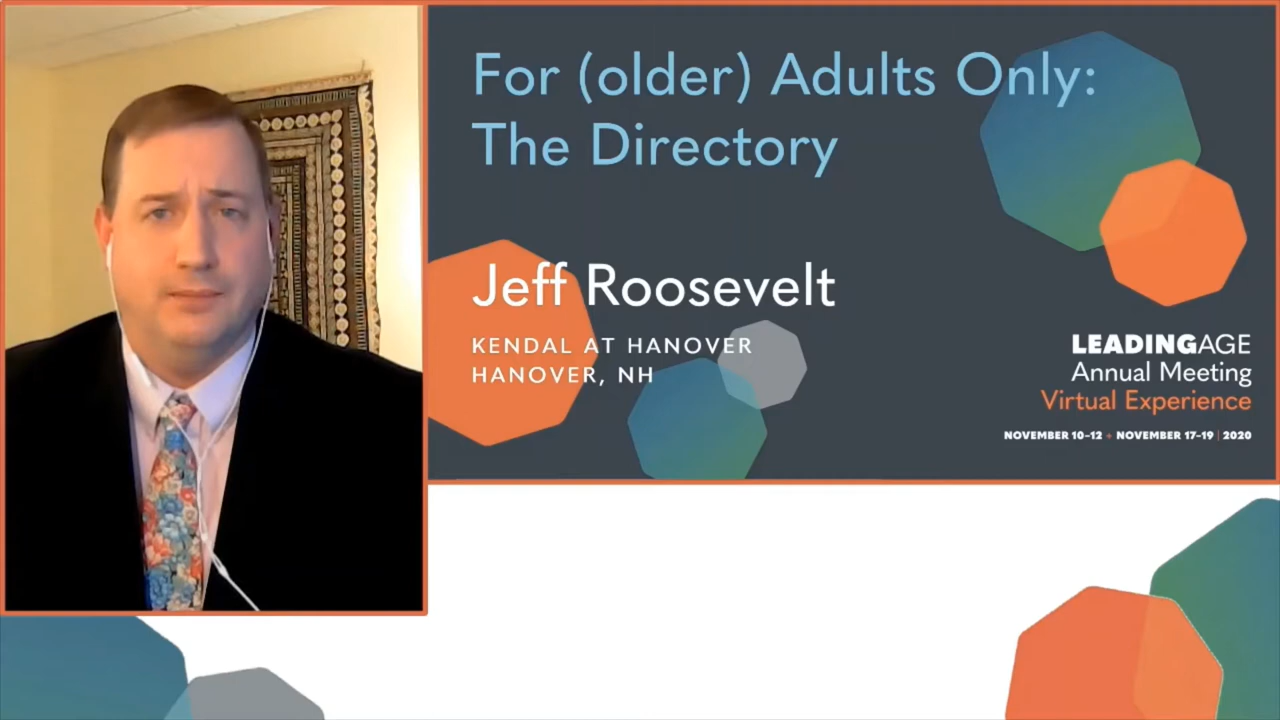 For (older) Adults Only:
The Directory
Jeff Roosevelt
KENDAL AT HANOVER
HANOVER, NH
LEADINGAGE
Annual Meeting
Virtual Experience
NOVEMBER 10–12 + NOVEMBER 17–19 | 2020